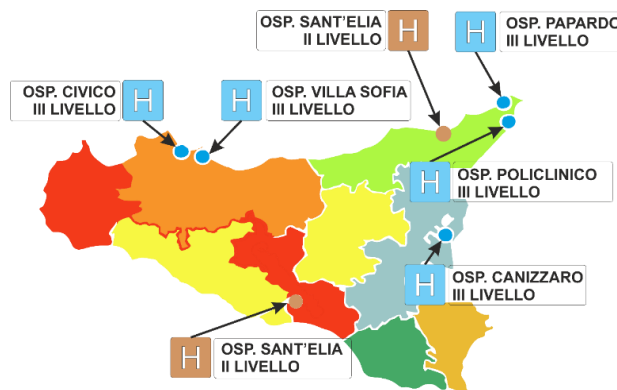 OSP. SANT'ELIA
II LIVELLO
H
H
OSP. PAPARDO
III LIVELLO
OSP. CIVICO
III LIVELLO
H
H
OSP. VILLA SOFIA
III LIVELLO
H
OSP. POLICLINICO
III LIVELLO
H
OSP. CANIZZARO
III LIVELLO
H
OSP. SANT'ELIA
II LIVELLO